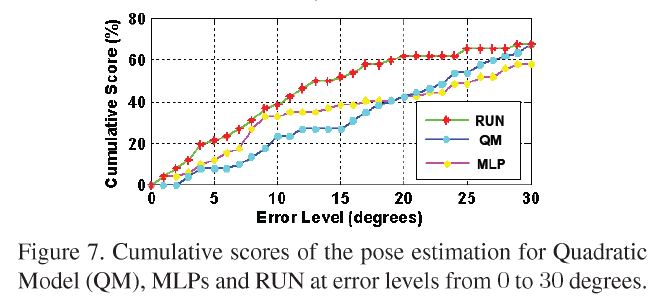 80
60
40
20
0
0 5 10 15 20 25 30
Cumulative Score (%)
Error Level (degrees)
RUN
QM
MLP
Figure 7. Cumulative scores of the pose estimation for Quadratic
Model (QM), MLPs and RUN at error levels from 0 to 30 degrees.